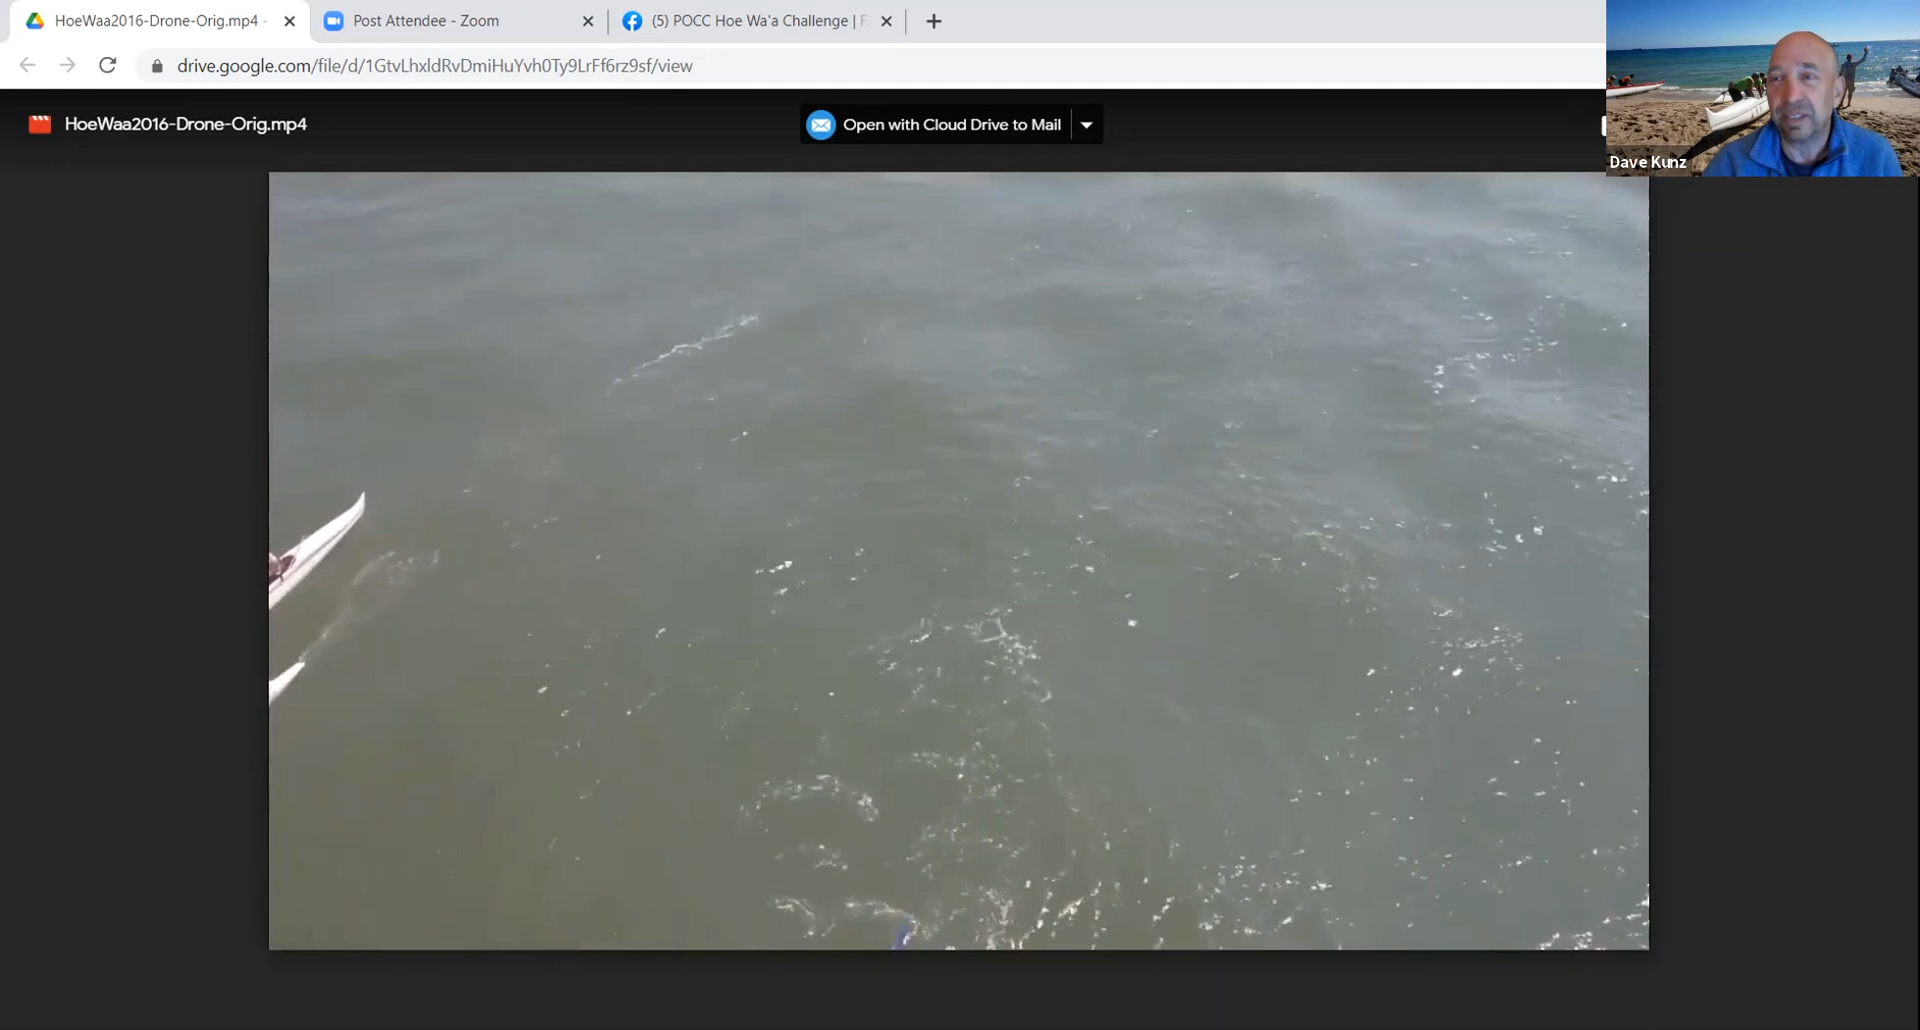 HoeWaa2016-Drone-Orig.mp4 -
Post Attendee - Zoom
(5) POCC Hoe Wa'a Challenge |
drive.google.com/file/d/1GtvLhxldRvDmiHuYvh0Ty9LrFf6rz9sf/view
HoeWaa2016-Drone-Orig.mp4
Open with Cloud Drive to Mail
Dave Kunz